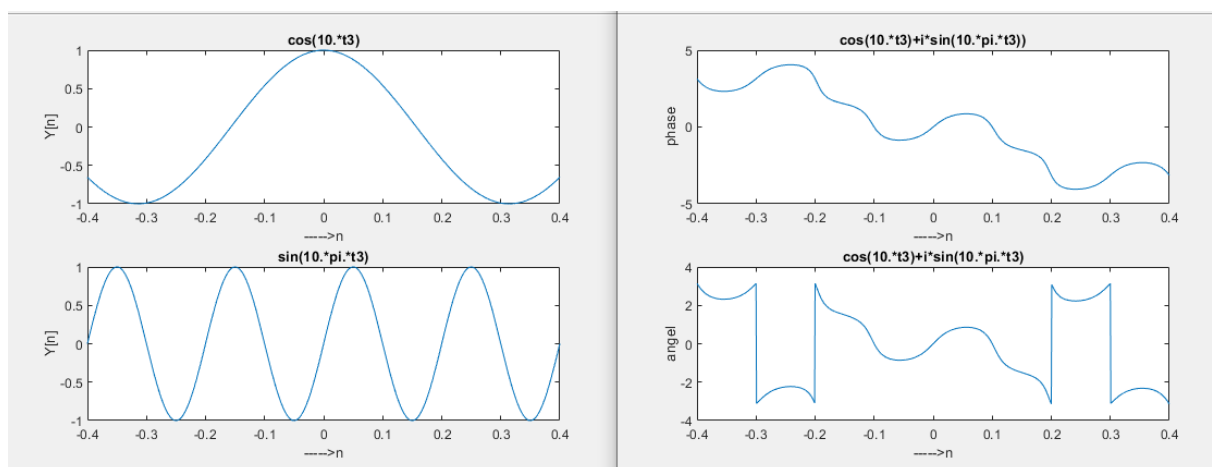 cos(10.*t3)
1
0.5
0
-0.5
-1
Y[n]
-0.4 -0.3 -0.2 -0.1 0 0.1 0.2 0.3 0.4
----->n
sin(10.*pi.*t3)
1
0.5
0
-0.5
-1
Y[n]
-0.4 -0.3 -0.2 -0.1 0 0.1 0.2 0.3 0.4
----->n
cos(10.*t3)+i*sin(10.*pi.*t3))
5
0
-5
phase
-0.4 -0.3 -0.2 -0.1 0 0.1 0.2 0.3 0.4
----->n
cos(10.*t3)+i*sin(10.*pi.*t3)
4
2
0
-2
-4
angel
-0.4 -0.3 -0.2 -0.1 0 0.1 0.2 0.3 0.4
----->n